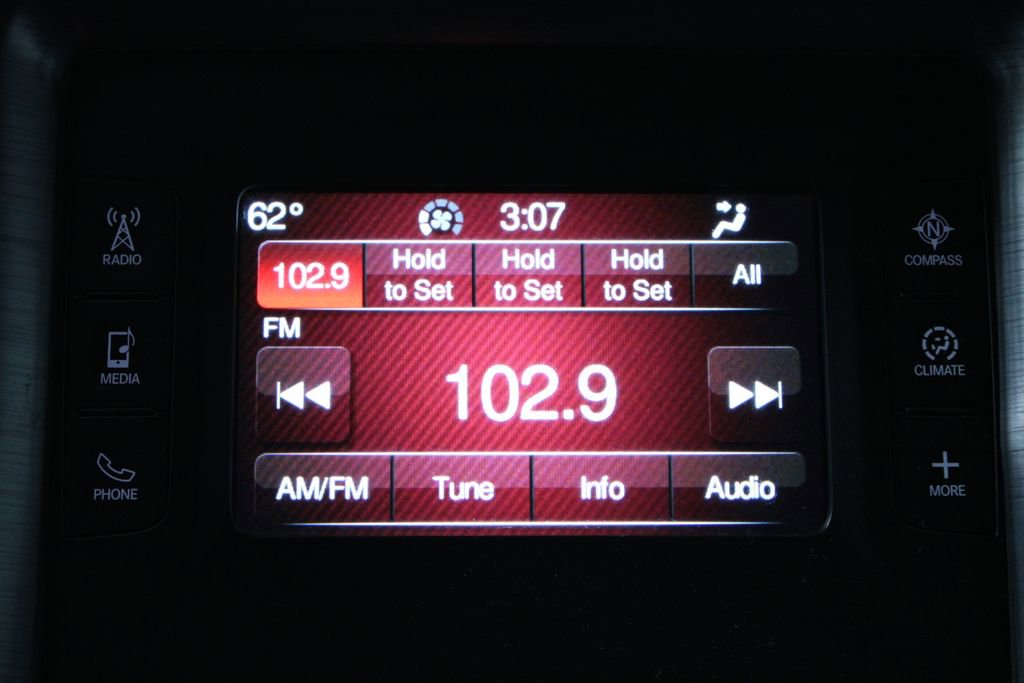 62° 3:07
102.9 Hold to Set Hold to Set Hold to Set All
FM
102.9
AM/FM Tune Info Audio
RADIO
MEDIA
PHONE
N
COMPASS
CLIMATE
MORE